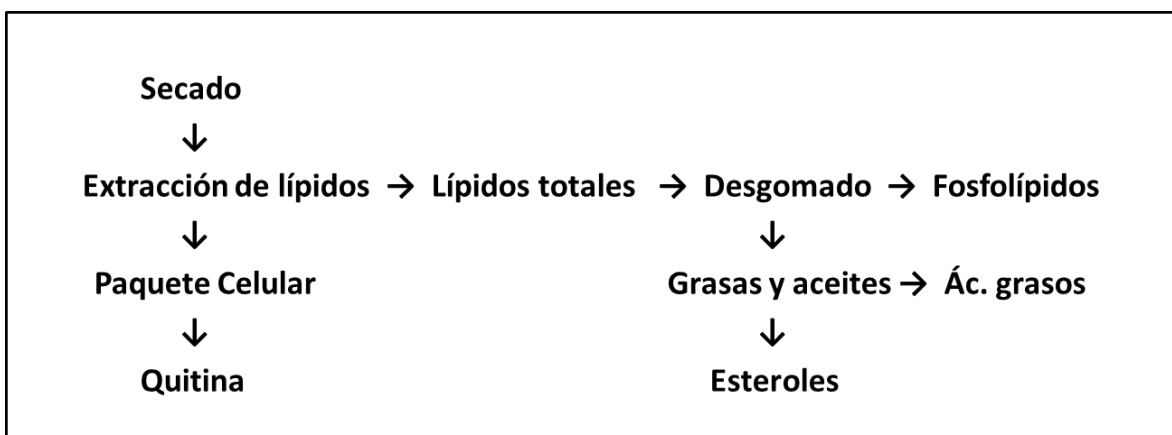 Secado
↓
Extracción de lípidos → Lípidos totales → Desgomado → Fosfolípidos
↓ ↓
Paquete Celular Grasas y aceites → Ác. grasos
↓ ↓
Quitina Esteroles